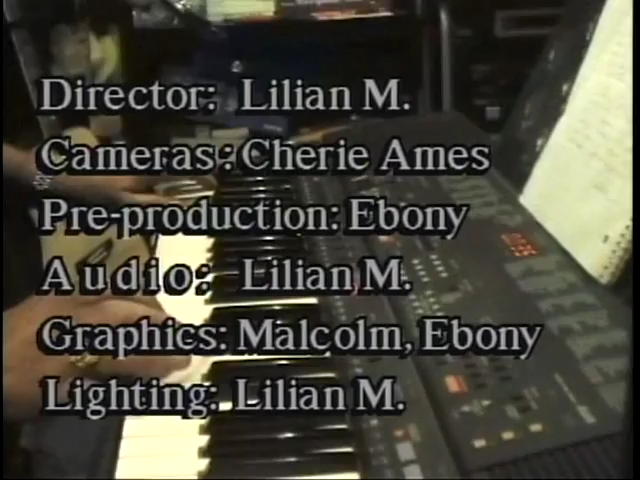 Director: Lilian M.
Cameras: Cherie Ames
Pre-production: Ebony
Audio: Lilian M.
Graphics: Malcolm, Ebony
Lighting: Lilian M.